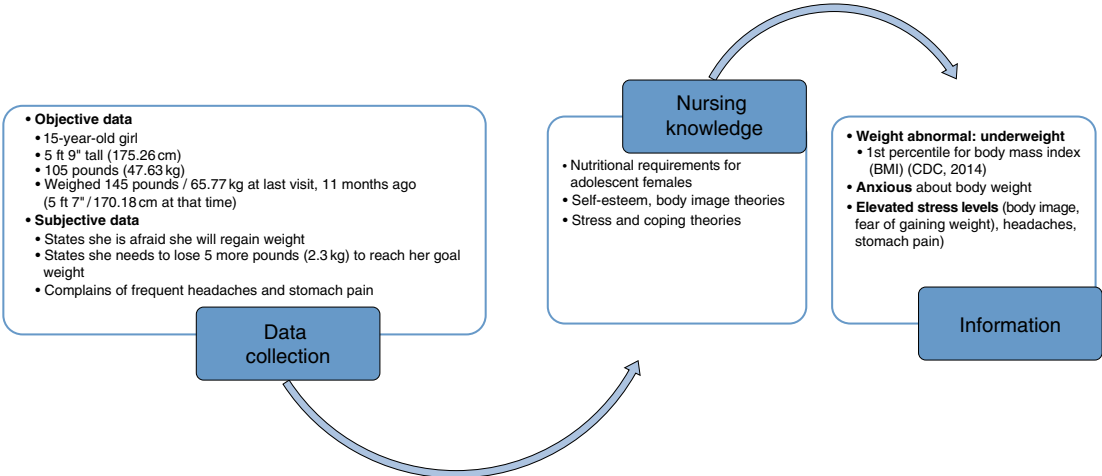 • Objective data
• 15-year-old girl
• 5 ft 9" tall (175.26 cm)
• 105 pounds (47.63 kg)
• Weighed 145 pounds / 65.77 kg at last visit, 11 months ago
(5 ft 7"/170.18 cm at that time)
• Subjective data
• States she is afraid she will regain weight
• States she needs to lose 5 more pounds (2.3 kg) to reach her goal
weight
• Complains of frequent headaches and stomach pain
Data
collection
Nursing
knowledge
• Nutritional requirements for
adolescent females
• Self-esteem, body image theories
• Stress and coping theories
• Weight abnormal: underweight
• 1st percentile for body mass index
(BMI) (CDC, 2014)
• Anxious about body weight
• Elevated stress levels (body image,
fear of gaining weight), headaches,
stomach pain)
Information